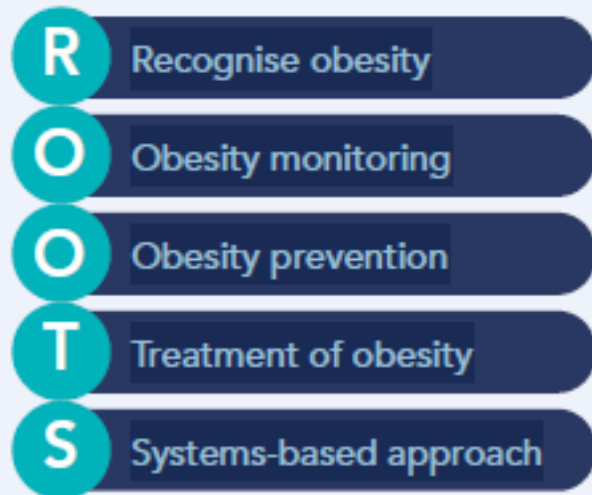 R Recognise obesity
O Obesity monitoring
O Obesity prevention
T Treatment of obesity
S Systems-based approach